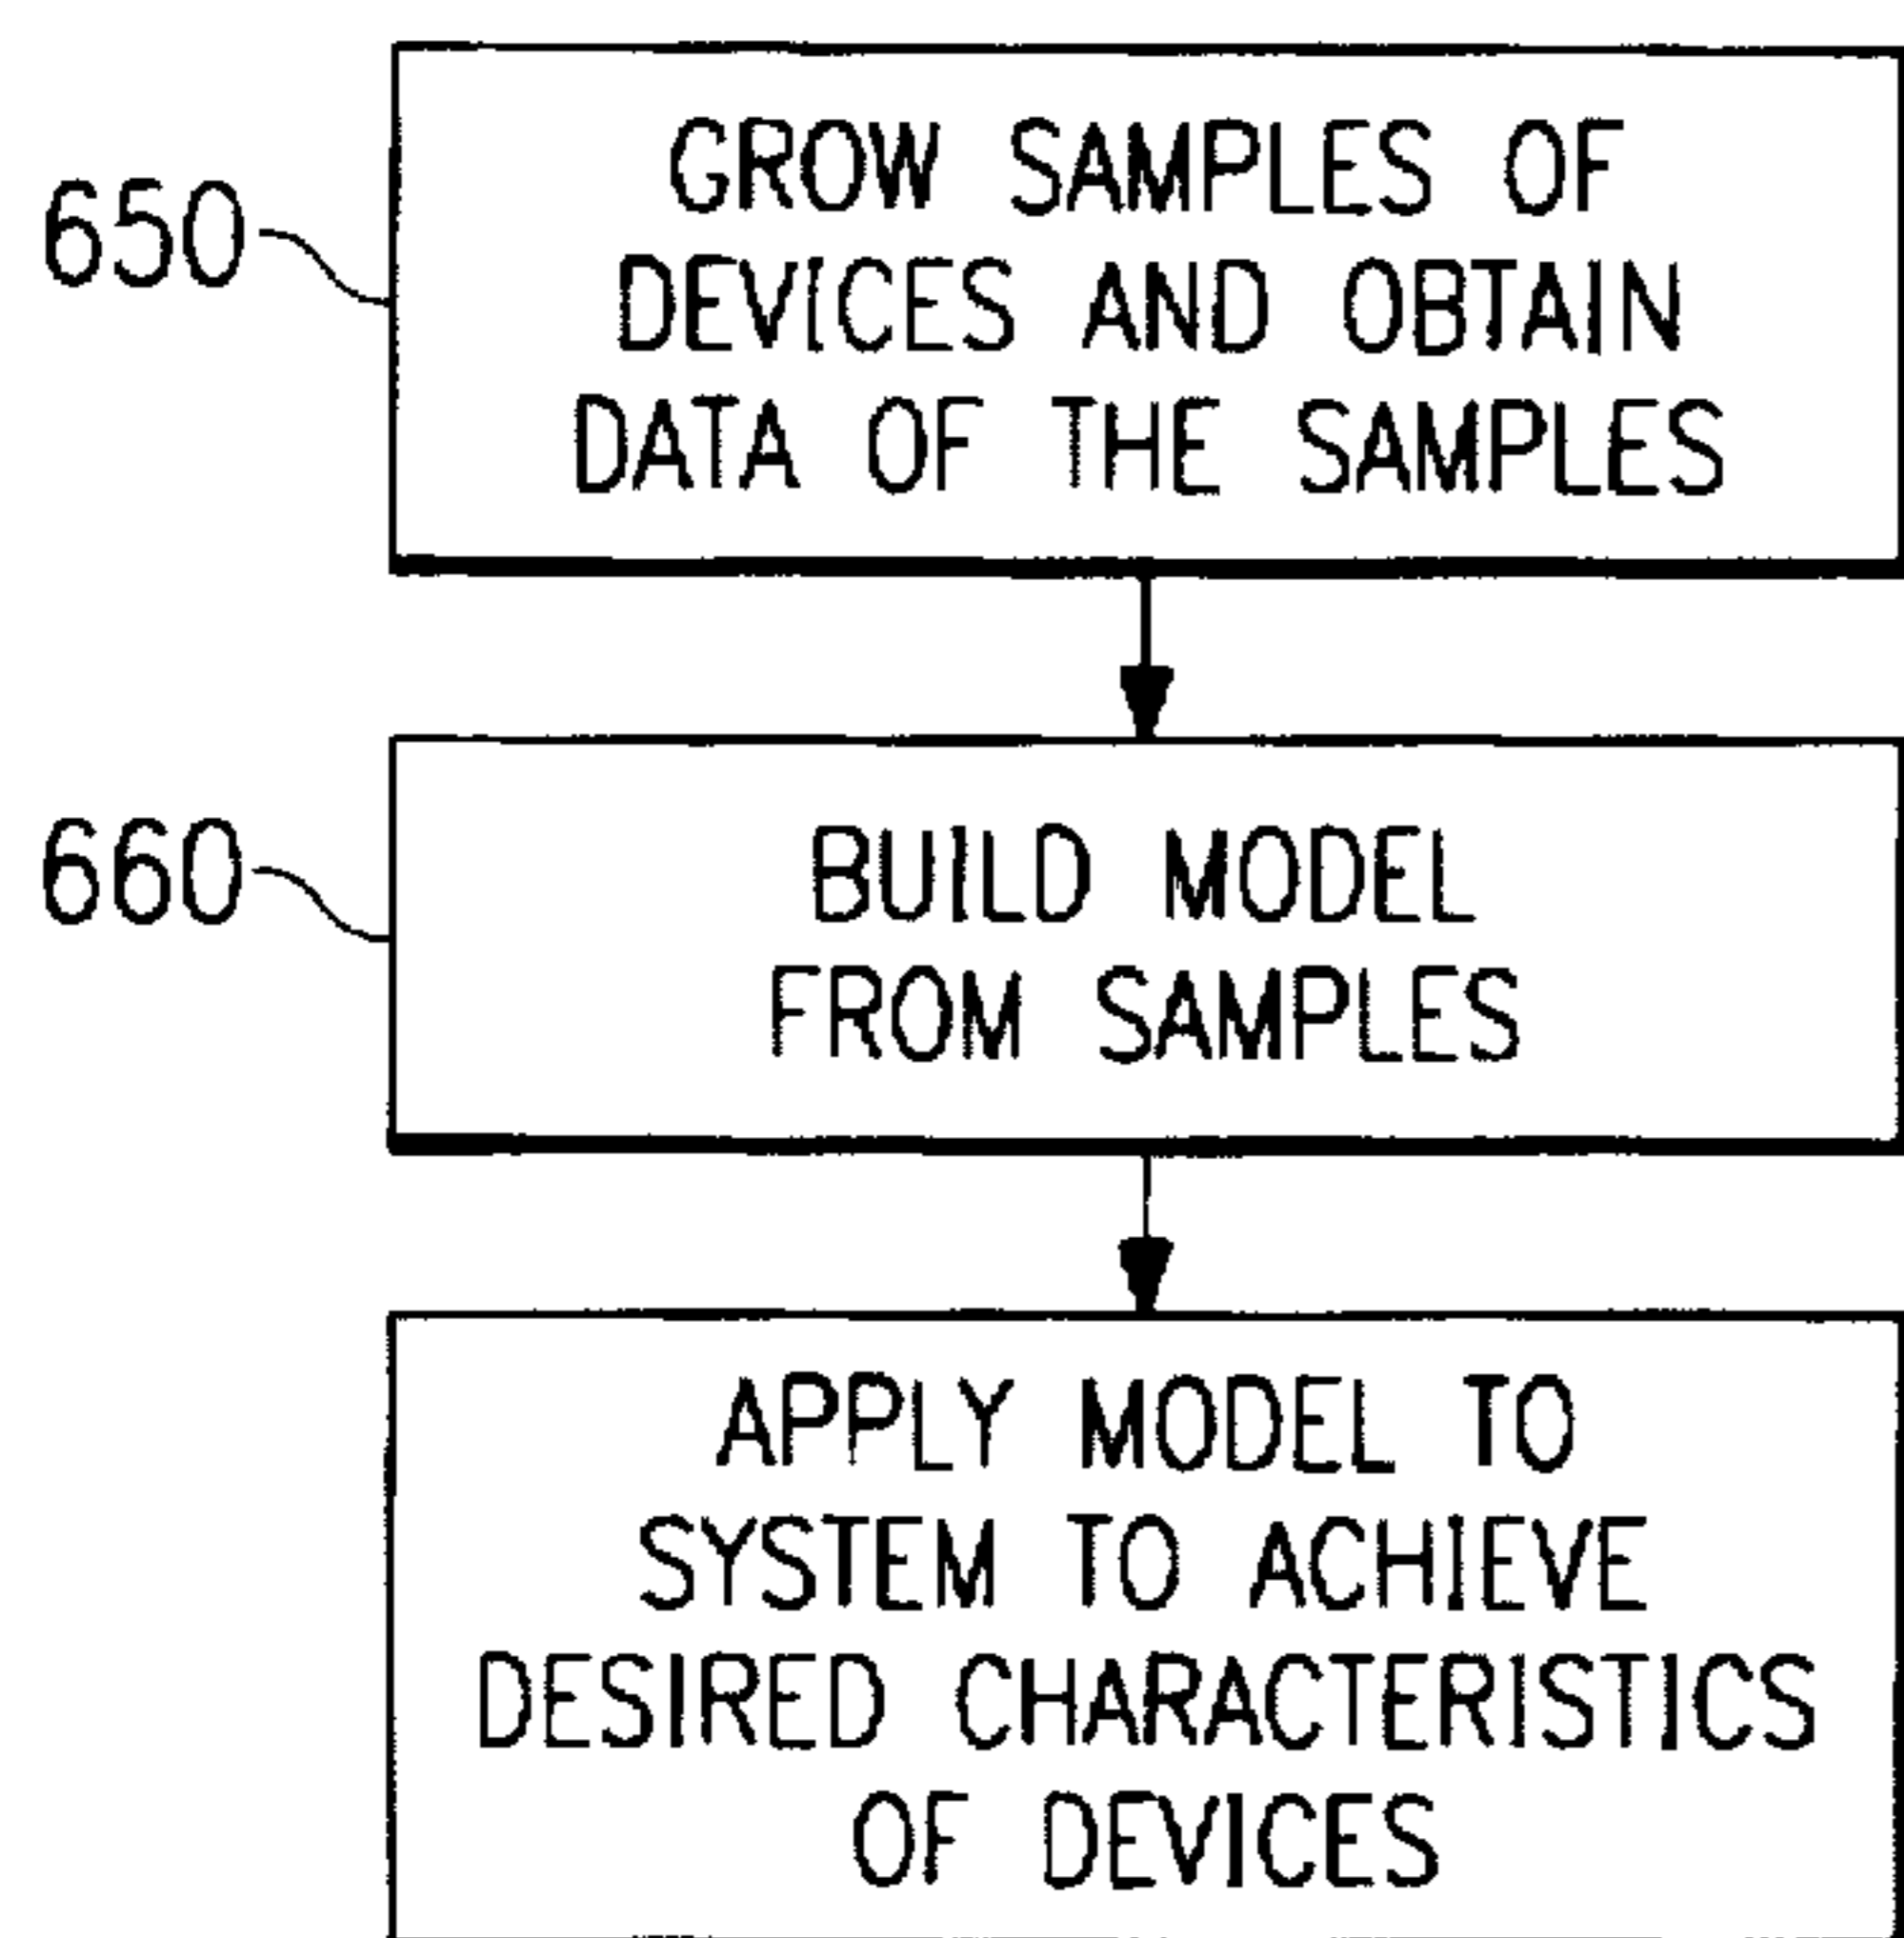 650
GROW SAMPLES OF
DEVICES AND OBTAIN
DATA OF THE SAMPLES
660
BUILD MODEL
FROM SAMPLES
APPLY MODEL TO
SYSTEM TO ACHIEVE
DESIRED CHARACTERISTICS
OF DEVICES